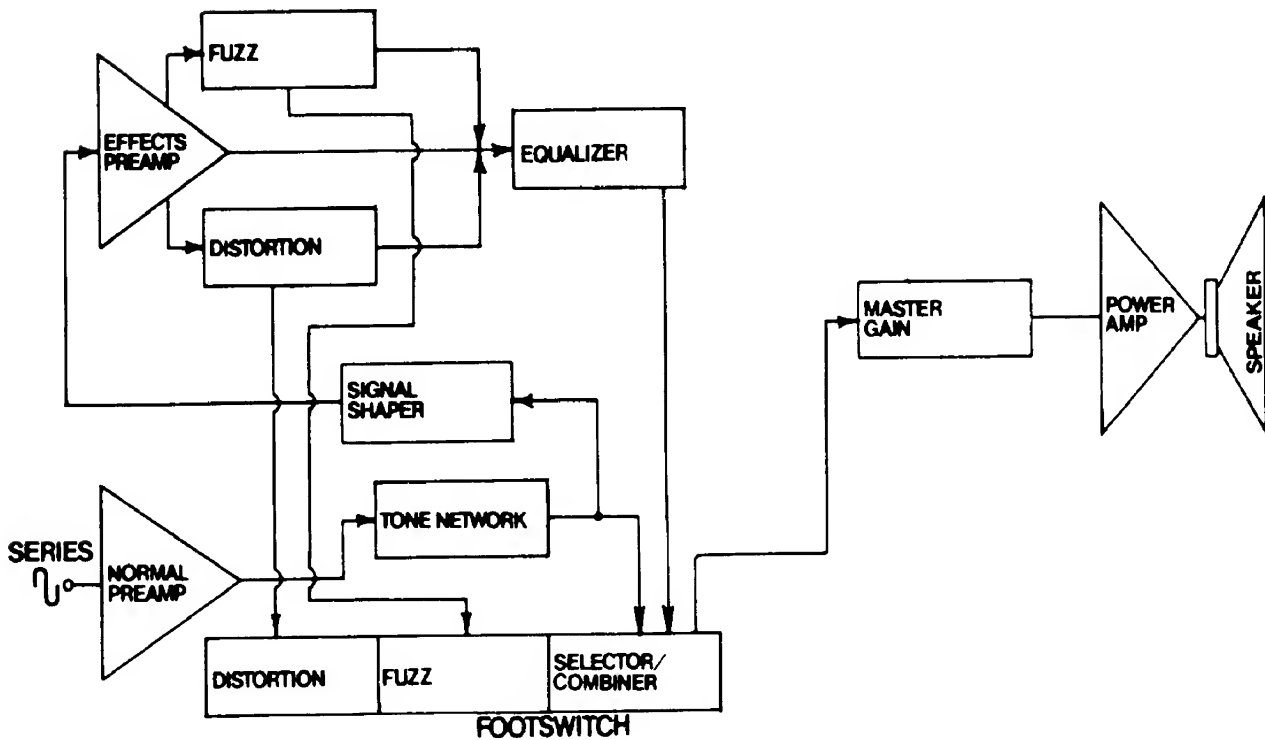 FUZZ
EFFECTS
PREAMP
EQUALIZER
DISTORTION
MASTER
GAIN
POWER
AMP
SPEAKER
SIGNAL
SHAPER
TONE NETWORK
SERIES
NORMAL
PREAMP
DISTORTION
FUZZ
SELECTOR/
COMBINER
FOOTSWITCH